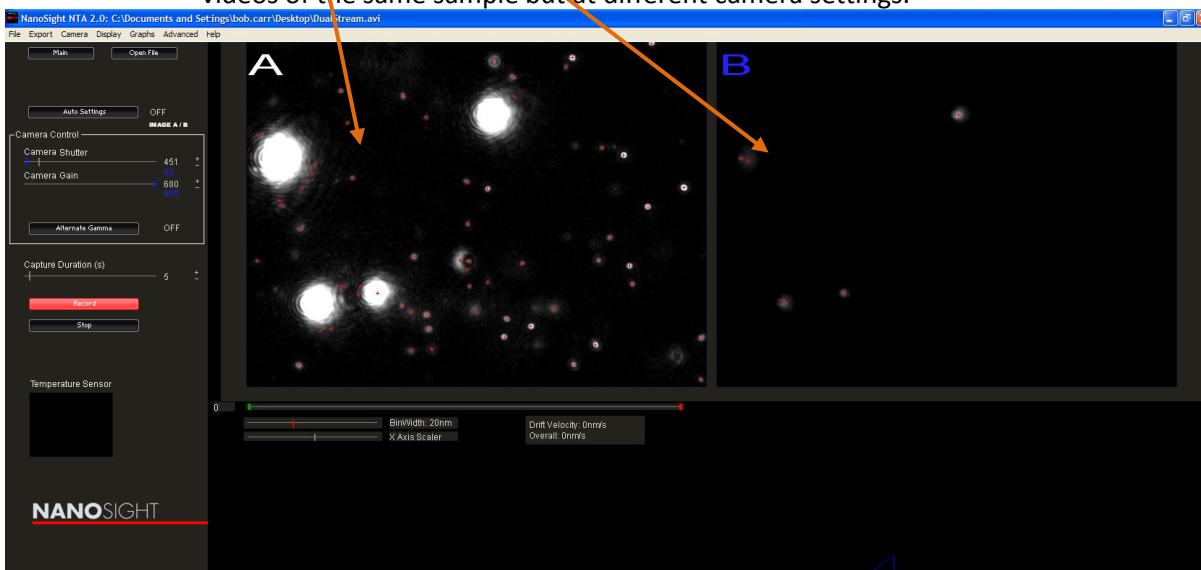 videos of the same sample but at different camera settings.
NanoSight NTA 2.0: C:\Documents and Settings\bob.carr\Desktop\DualStream.avi
File Export Camera Display Graphs Advanced Help
Main Open File
A
B
Auto Settings OFF
IMAGE A / B
Camera Control
Camera Shutter 451 + -
50
Camera Gain 680 + -
Alternate Gamma OFF
Capture Duration (s) 5 + -
Record
Stop
Temperature Sensor
0
BinWidth: 20nm
X Axis Scaler
Drift Velocity: 0nm/s
Overall: 0nm/s
NANOSIGHT